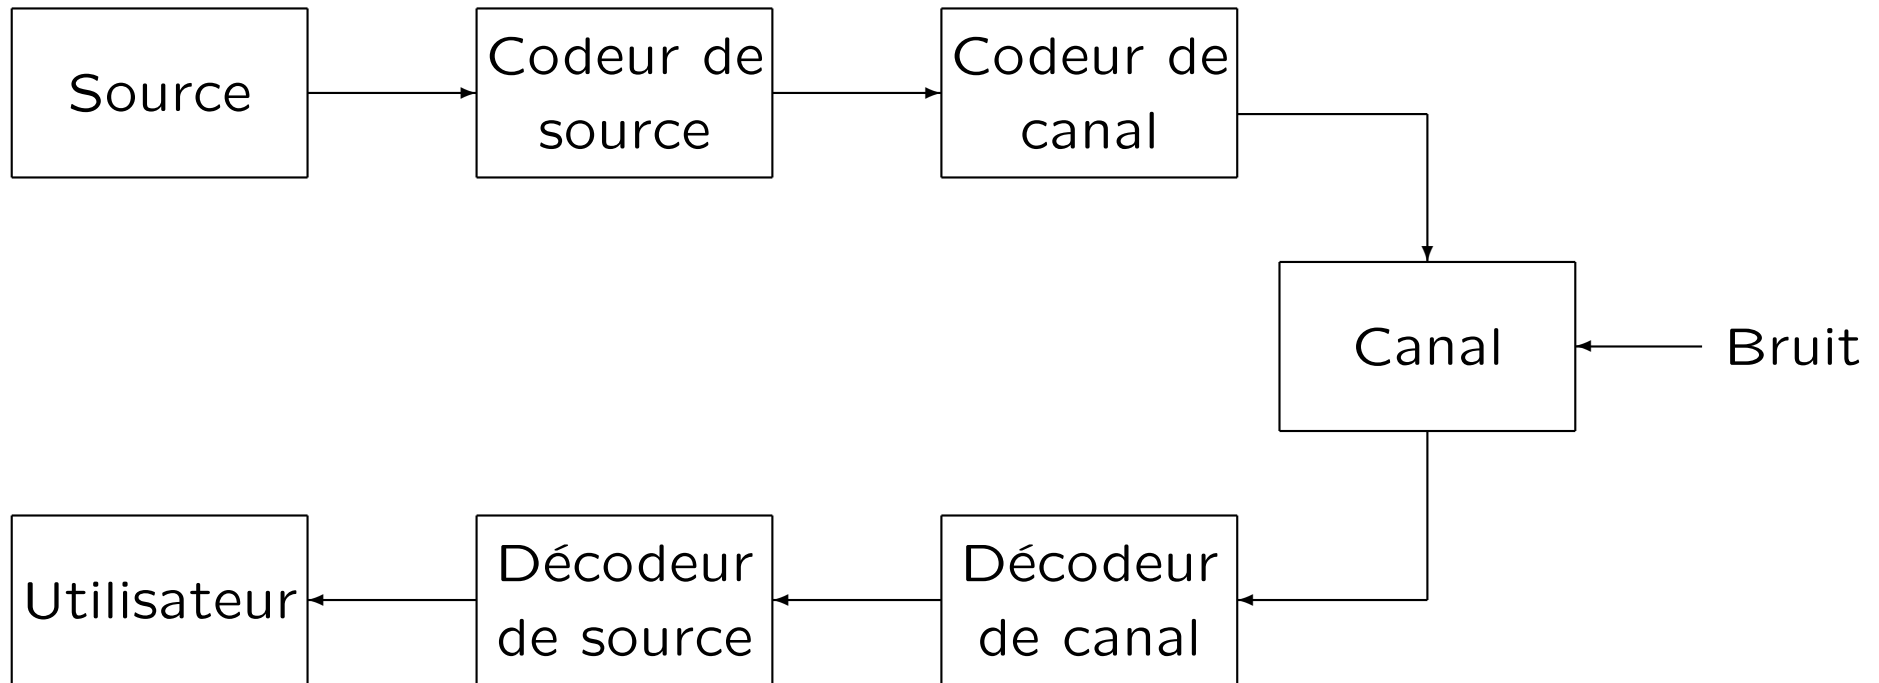 Source
Codeur de
source
Codeur de
canal
Canal
Bruit
Utilisateur
Décodeur
de source
Décodeur
de canal